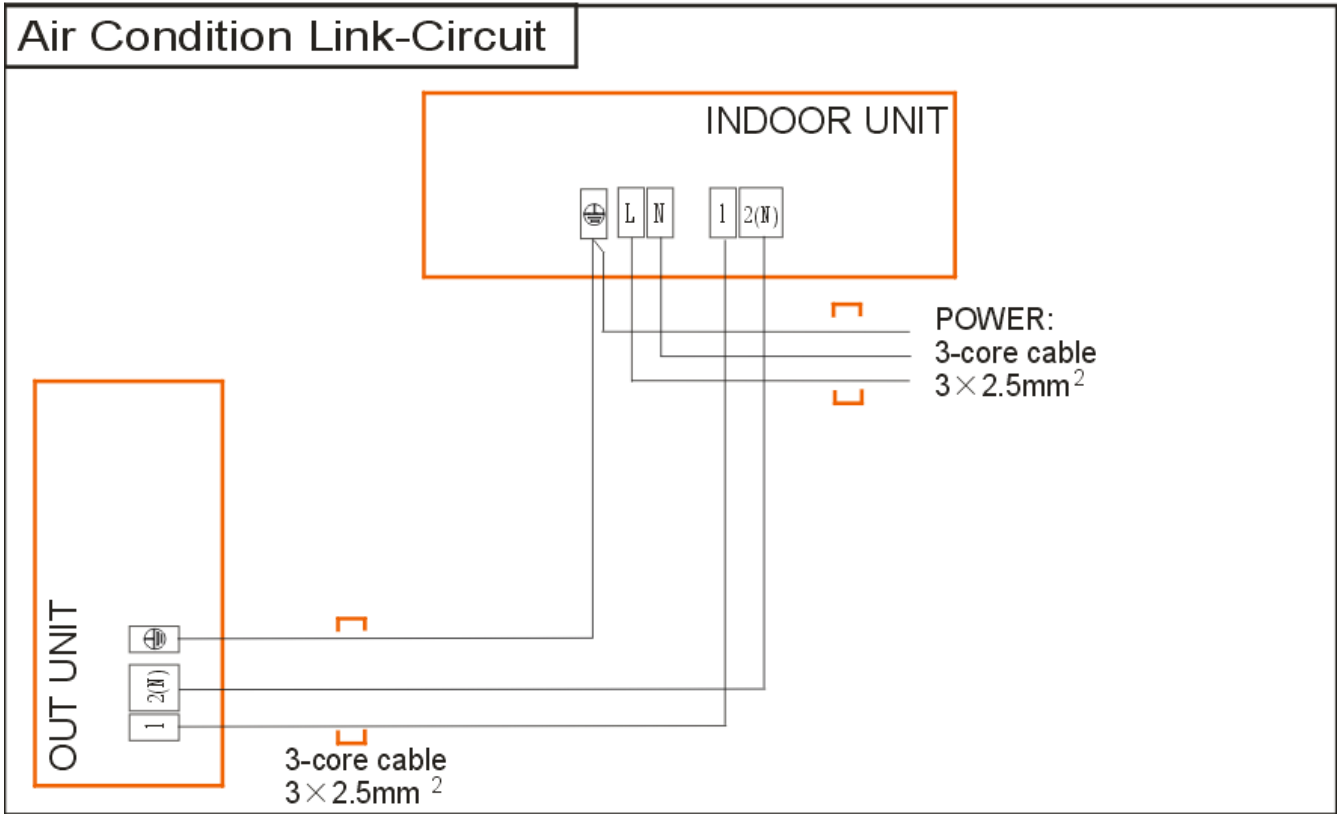 Air Condition Link-Circuit
INDOOR UNIT
L N 1 2(N)
POWER:
3-core cable
3×2.5mm²
OUT UNIT
2(N)
1
3-core cable
3×2.5mm ²